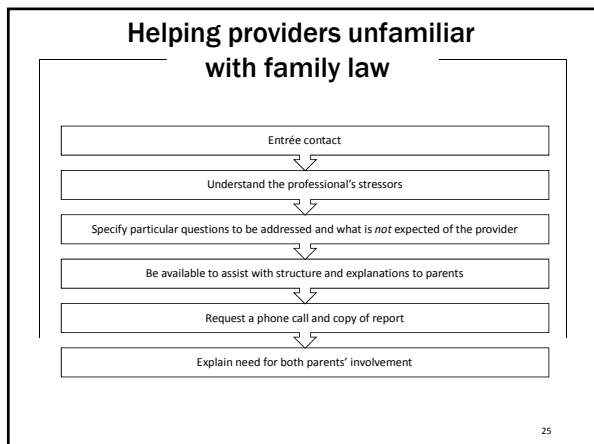 Helping providers unfamiliar
with family law
Entrée contact
Understand the professional's stressors
Specify particular questions to be addressed and what is not expected of the provider
Be available to assist with structure and explanations to parents
Request a phone call and copy of report
Explain need for both parents' involvement
25